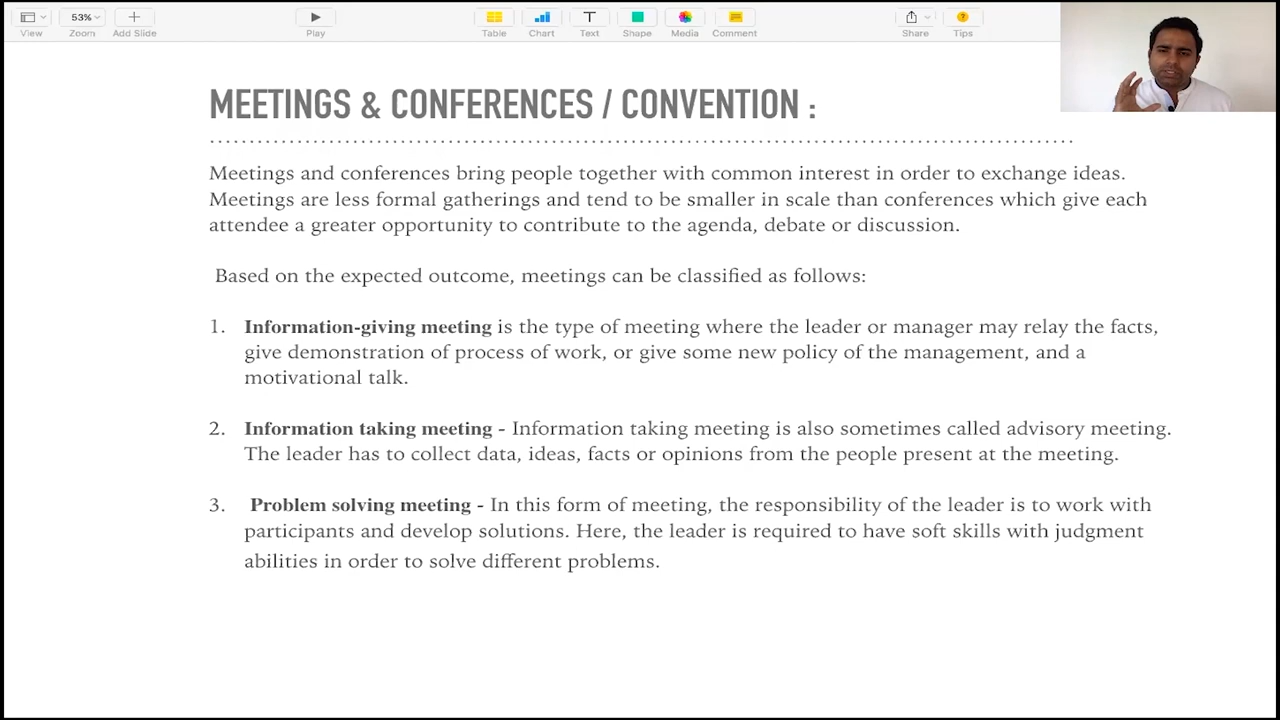 53%
View
Zoom
Add Slide
Play
Table
Chart
Text
Shape
Media
Comment
Share
Tips
MEETINGS & CONFERENCES / CONVENTION :
Meetings and conferences bring people together with common interest in order to exchange ideas.
Meetings are less formal gatherings and tend to be smaller in scale than conferences which give each
attendee a greater opportunity to contribute to the agenda, debate or discussion.
Based on the expected outcome, meetings can be classified as follows:
1. Information-giving meeting is the type of meeting where the leader or manager may relay the facts,
give demonstration of process of work, or give some new policy of the management, and a
motivational talk.
2. Information taking meeting - Information taking meeting is also sometimes called advisory meeting.
The leader has to collect data, ideas, facts or opinions from the people present at the meeting.
3. Problem solving meeting - In this form of meeting, the responsibility of the leader is to work with
participants and develop solutions. Here, the leader is required to have soft skills with judgment
abilities in order to solve different problems.